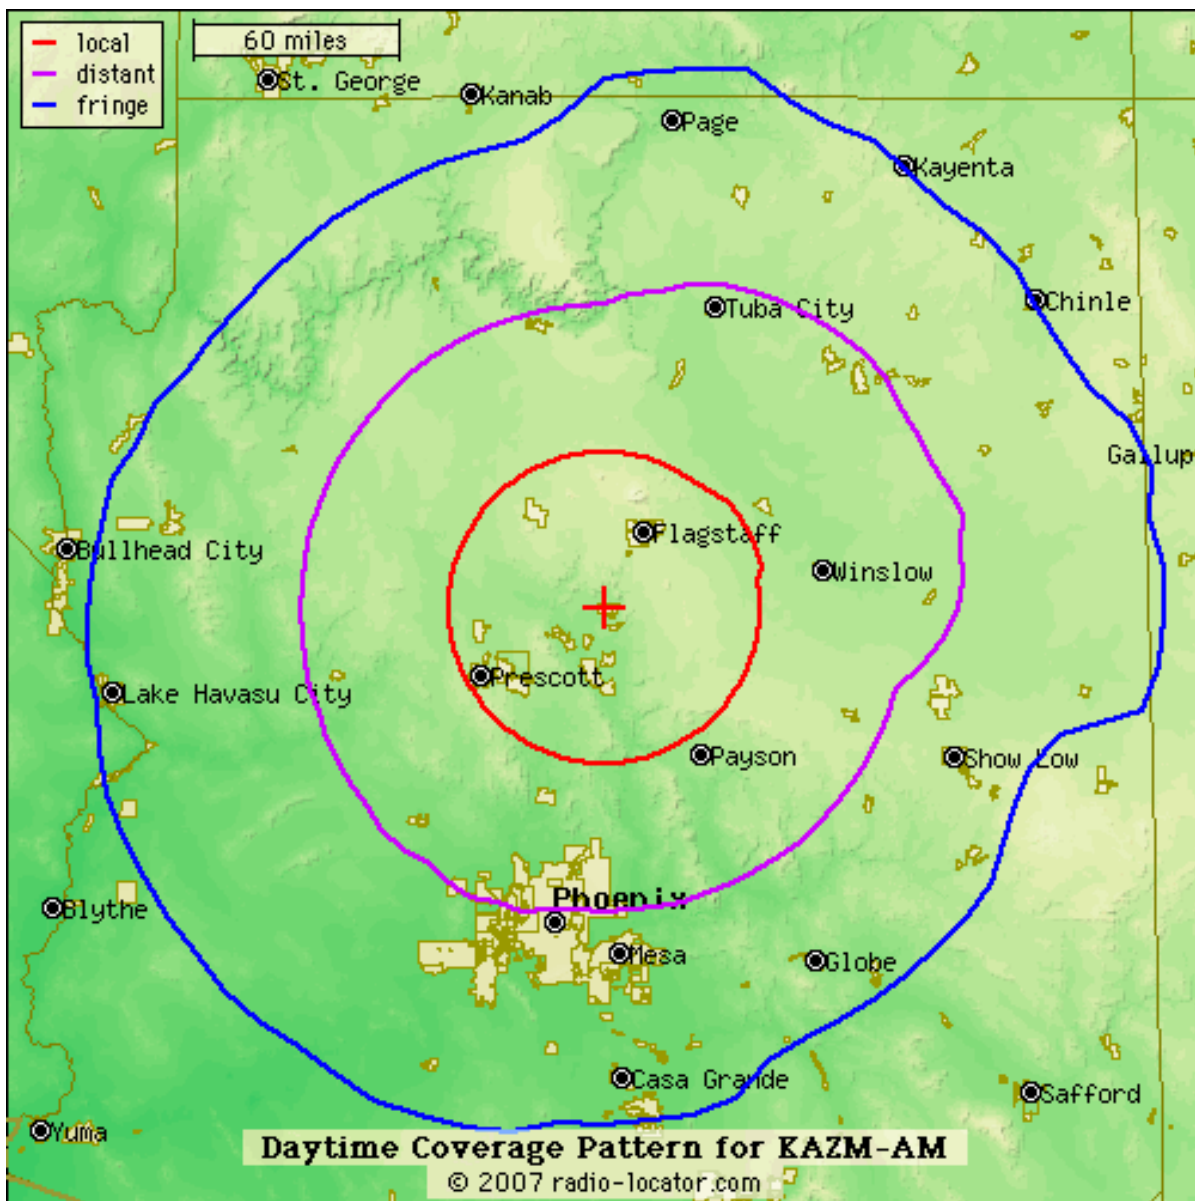 local
distant
fringe
60 miles
St. George
Kanab
Page
Kayenta
Tuba City
Chinle
Gallup
Flagstaff
Bullhead City
Winslow
Prescott
Lake Havasu City
Payson
Show Low
Phoenix
Blythe
Mesa
Globe
Casa Grande
Safford
Yuma
Daytime Coverage Pattern for KAZM-AM
© 2007 radio-locator.com